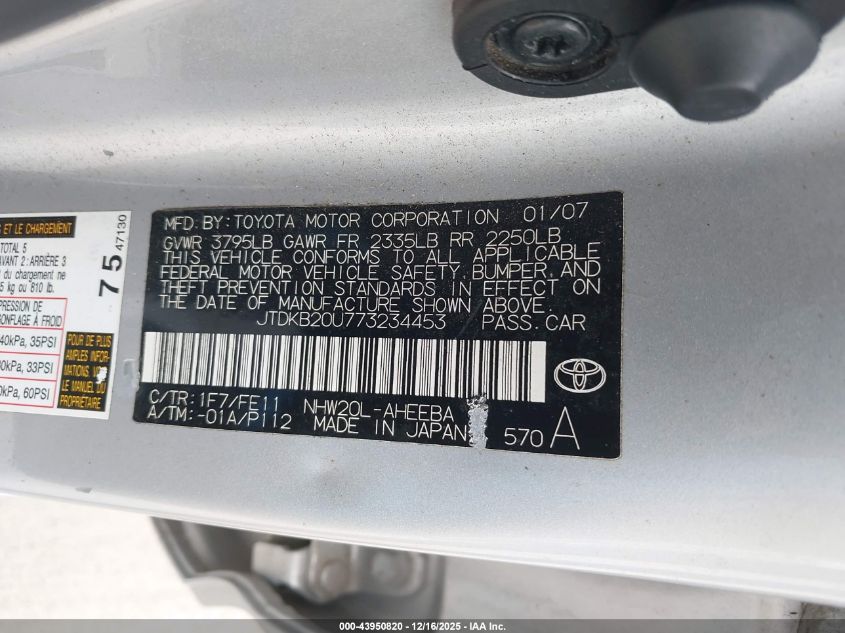 S ET LE CHARGEMENT
TOTAL 5
AVANT 2 : ARRIÈRE 3
du chargement ne
5 kg ou 810 lb.
75
47130
PRESSION DE
GONFLAGE À FROID
40kPa, 35PSI
30kPa, 33PSI
0kPa, 60PSI
POUR DE PLUS
AMPLES INFOR-
LE MANUEL DU
PROPRIÉTAIRE
MFD. BY: TOYOTA MOTOR CORPORATION 01/07
GVWR 3795LB GAWR FR 2335LB RR 2250LB
THIS VEHICLE CONFORMS TO ALL APPLICABLE
FEDERAL MOTOR VEHICLE SAFETY, BUMPER, AND
THEFT PREVENTION STANDARDS IN EFFECT ON
THE DATE OF MANUFACTURE SHOWN ABOVE.
JTDKB20U773234453 PASS. CAR
C/TR: 1F7/FE11 NHW20L-AHEEBA
A/TM:-01A/P112 MADE IN JAPAN 570 A
000-43950820 - 12/16/2025 - IAA Inc.